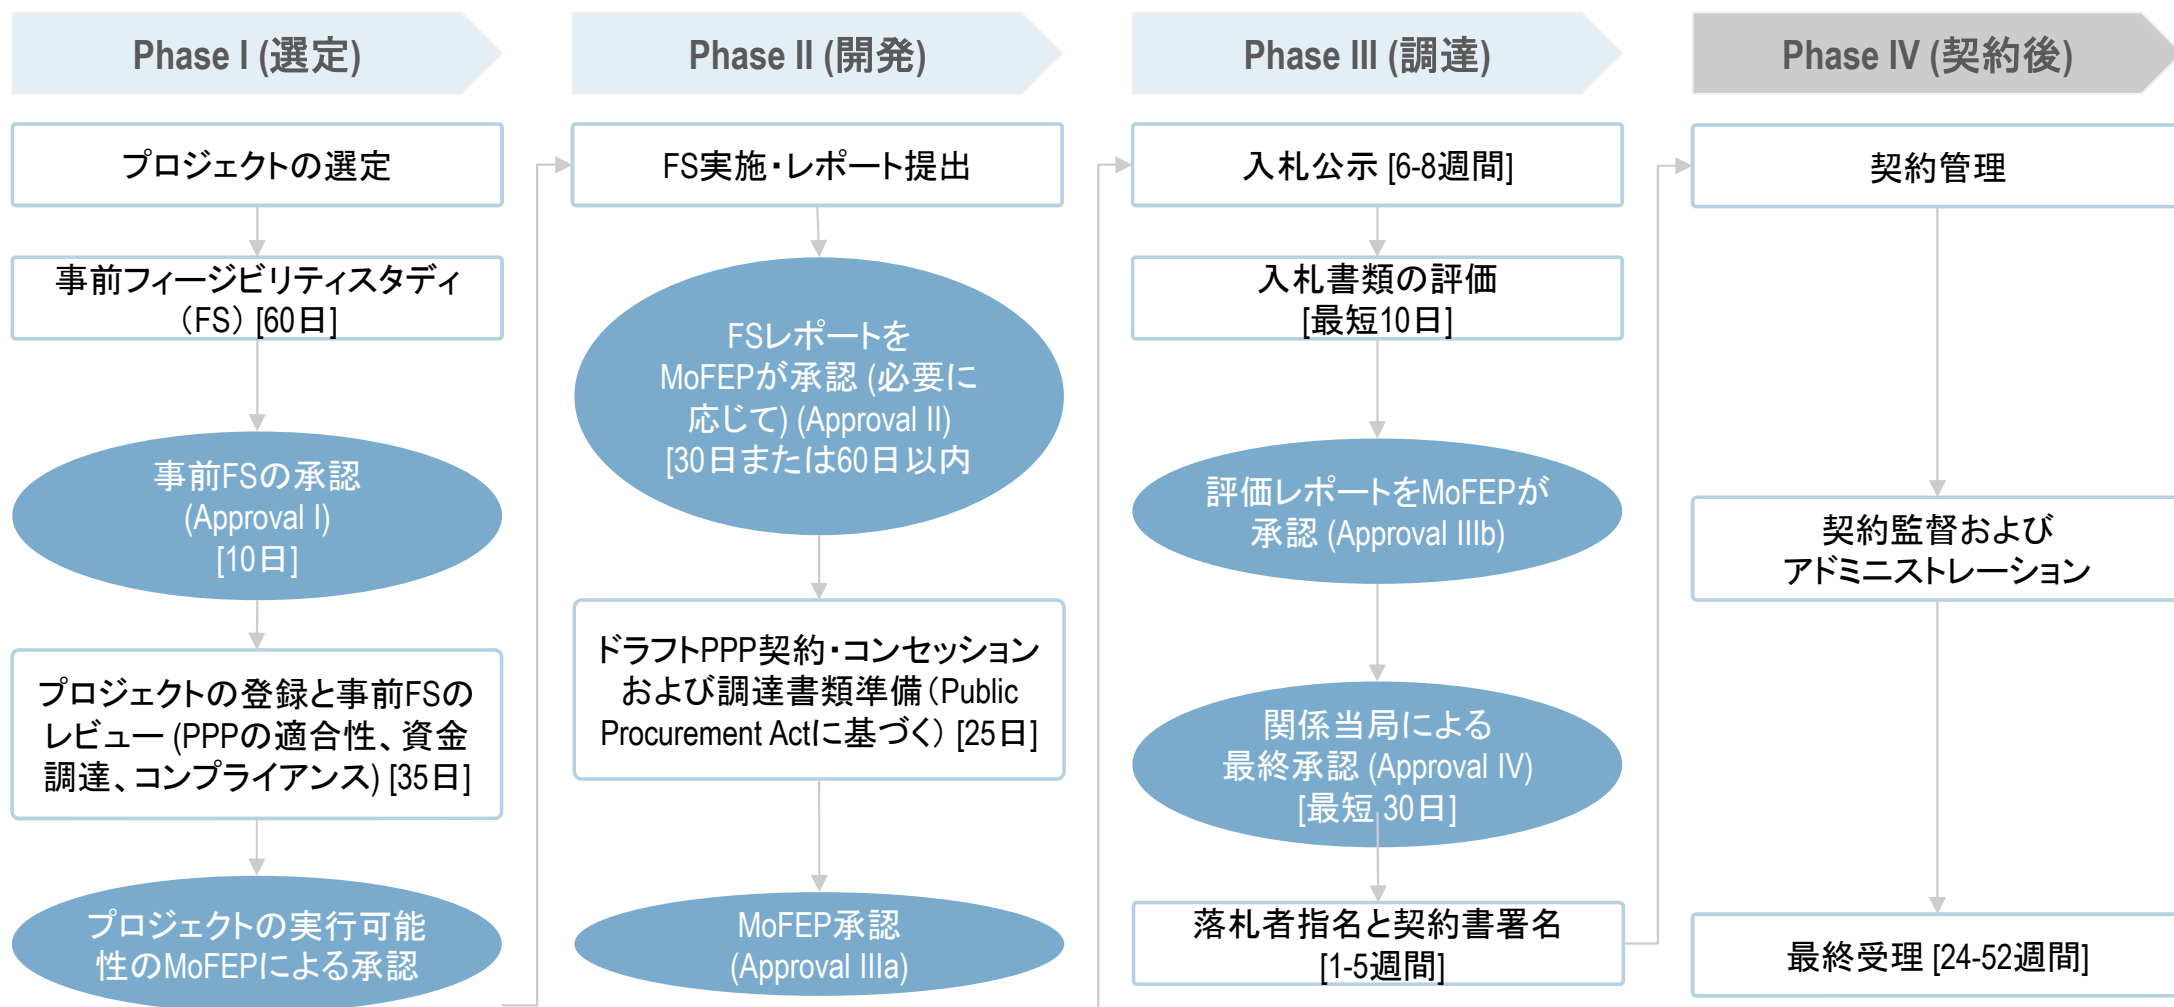 Phase I (選定)
プロジェクトの選定
事前フィージビリティスタディ
（FS） [60日]
事前FSの承認
(Approval I)
[10日]
プロジェクトの登録と事前FSの
レビュー (PPPの適合性、資金
調達、コンプライアンス) [35日]
プロジェクトの実行可能
性のMoFEPによる承認
Phase II (開発)
FS実施・レポート提出
FSレポートを
MoFEPが承認 (必要に
応じて) (Approval II)
[30日または60日以内
ドラフトPPP契約・コンセッション
および調達書類準備（Public
Procurement Actに基づく） [25日]
MoFEP承認
(Approval IIIa)
Phase III (調達)
入札公示 [6-8週間]
入札書類の評価
[最短10日]
評価レポートをMoFEPが
承認 (Approval IIIb)
関係当局による
最終承認 (Approval IV)
[最短 30日]
落札者指名と契約書署名
[1-5週間]
Phase IV (契約後)
契約管理
契約監督および
アドミニストレーション
最終受理 [24-52週間]